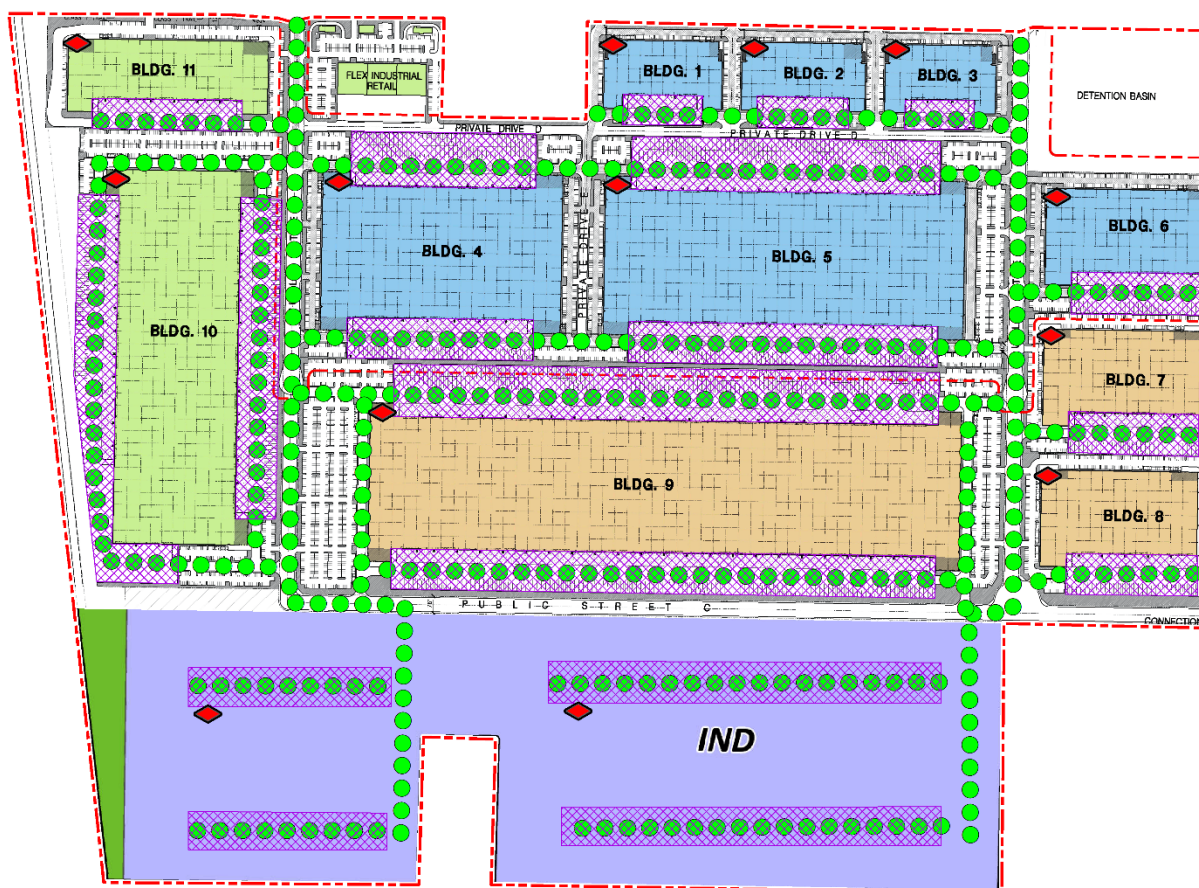 BLDG. 11
FLEX INDUSTRIAL
RETAIL
BLDG. 1
BLDG. 2
BLDG. 3
DETENTION BASIN
PRIVATE DRIVE D
PRIVATE DRIVE D
BLDG. 4
PRIVATE DRIVE E
BLDG. 5
BLDG. 6
BLDG. 10
BLDG. 7
BLDG. 9
BLDG. 8
PUBLIC STREET C
CONNECTION
IND